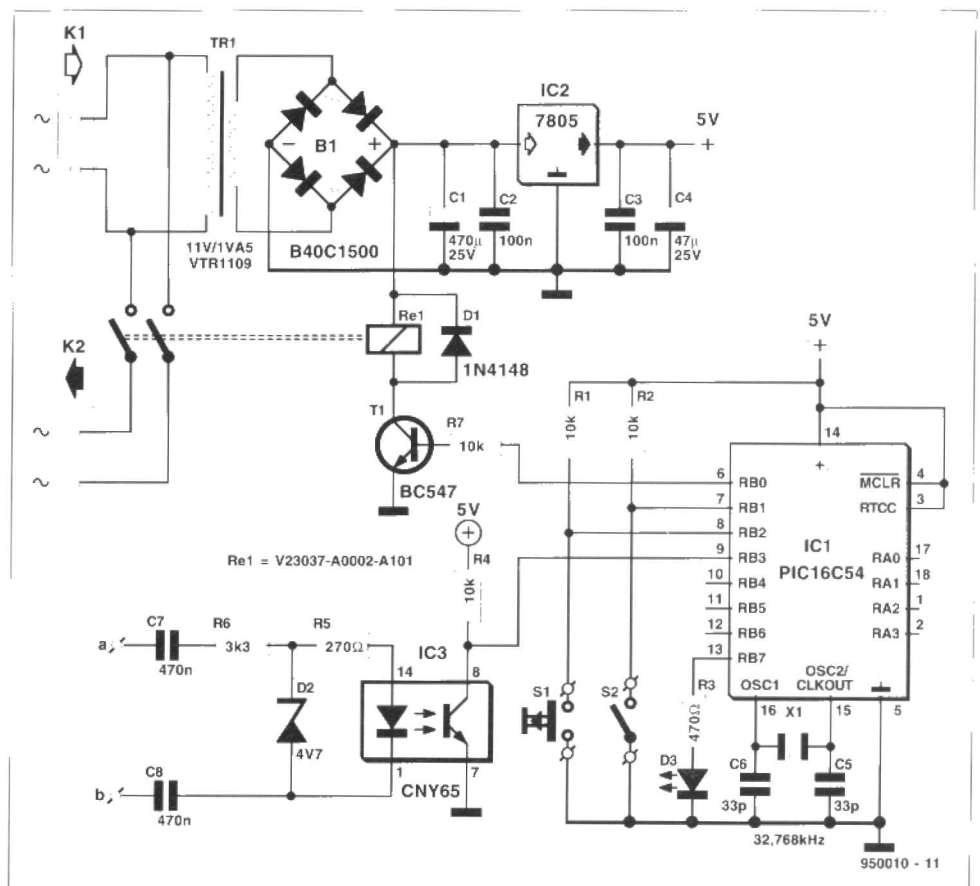 K1
TR1
~
~
11V/1VA5
VTR1109
B1
-
+
B40C1500
C1
470µ
25V
C2
100n
IC2
7805
C3
100n
C4
47µ
25V
5V
+
K2
~
~
Re1
D1
1N4148
T1
R7
10k
BC547
Re1 = V23037-A0002-A101
5V
+
R4
10k
R1
10k
R2
10k
5V
+
14
+
6 RB0
7 RB1
8 RB2
9 RB3
10 RB4
11 RB5
12 RB6
13 RB7
MCLR 4
RTCC 3
IC1
PIC16C54
RA0 17
RA1 18
RA2 1
RA3 2
OSC1
OSC2/
CLKOUT
16
15
5
X1
C6
33p
C5
33p
32,768kHz
R3
470Ω
D3
S1
S2
a
C7
470n
R6
3k3
R5
270Ω
D2
4V7
b
C8
470n
IC3
14
8
1
7
CNY65
950010 - 11